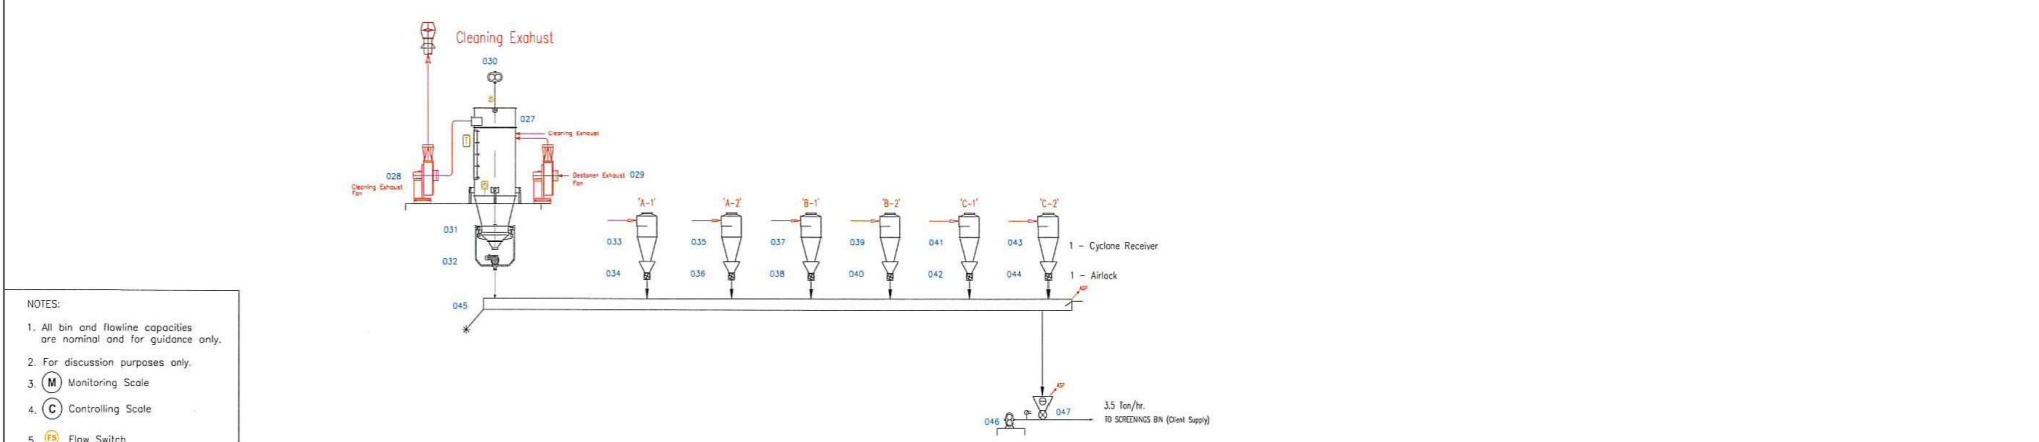 Cleaning Exahust
030
027
Cleaning Exhaust
028
Cleaning Exhaust
Fan
Destoner Exhaust 029
Fan
'A-1' 'A-2' 'B-1' 'B-2' 'C-1' 'C-2'
031
033 035 037 039 041 043 1 - Cyclone Receiver
032
034 036 038 040 042 044 1 - Airlock
045
NOTES:
1. All bin and flowline capacities
are nominal and for guidance only.
2. For discussion purposes only.
3. M Monitoring Scale
4. C Controlling Scale
5. FS Flow Switch
046
047
3.5 Ton/hr.
TO SCREENINGS BIN (Client Supply)